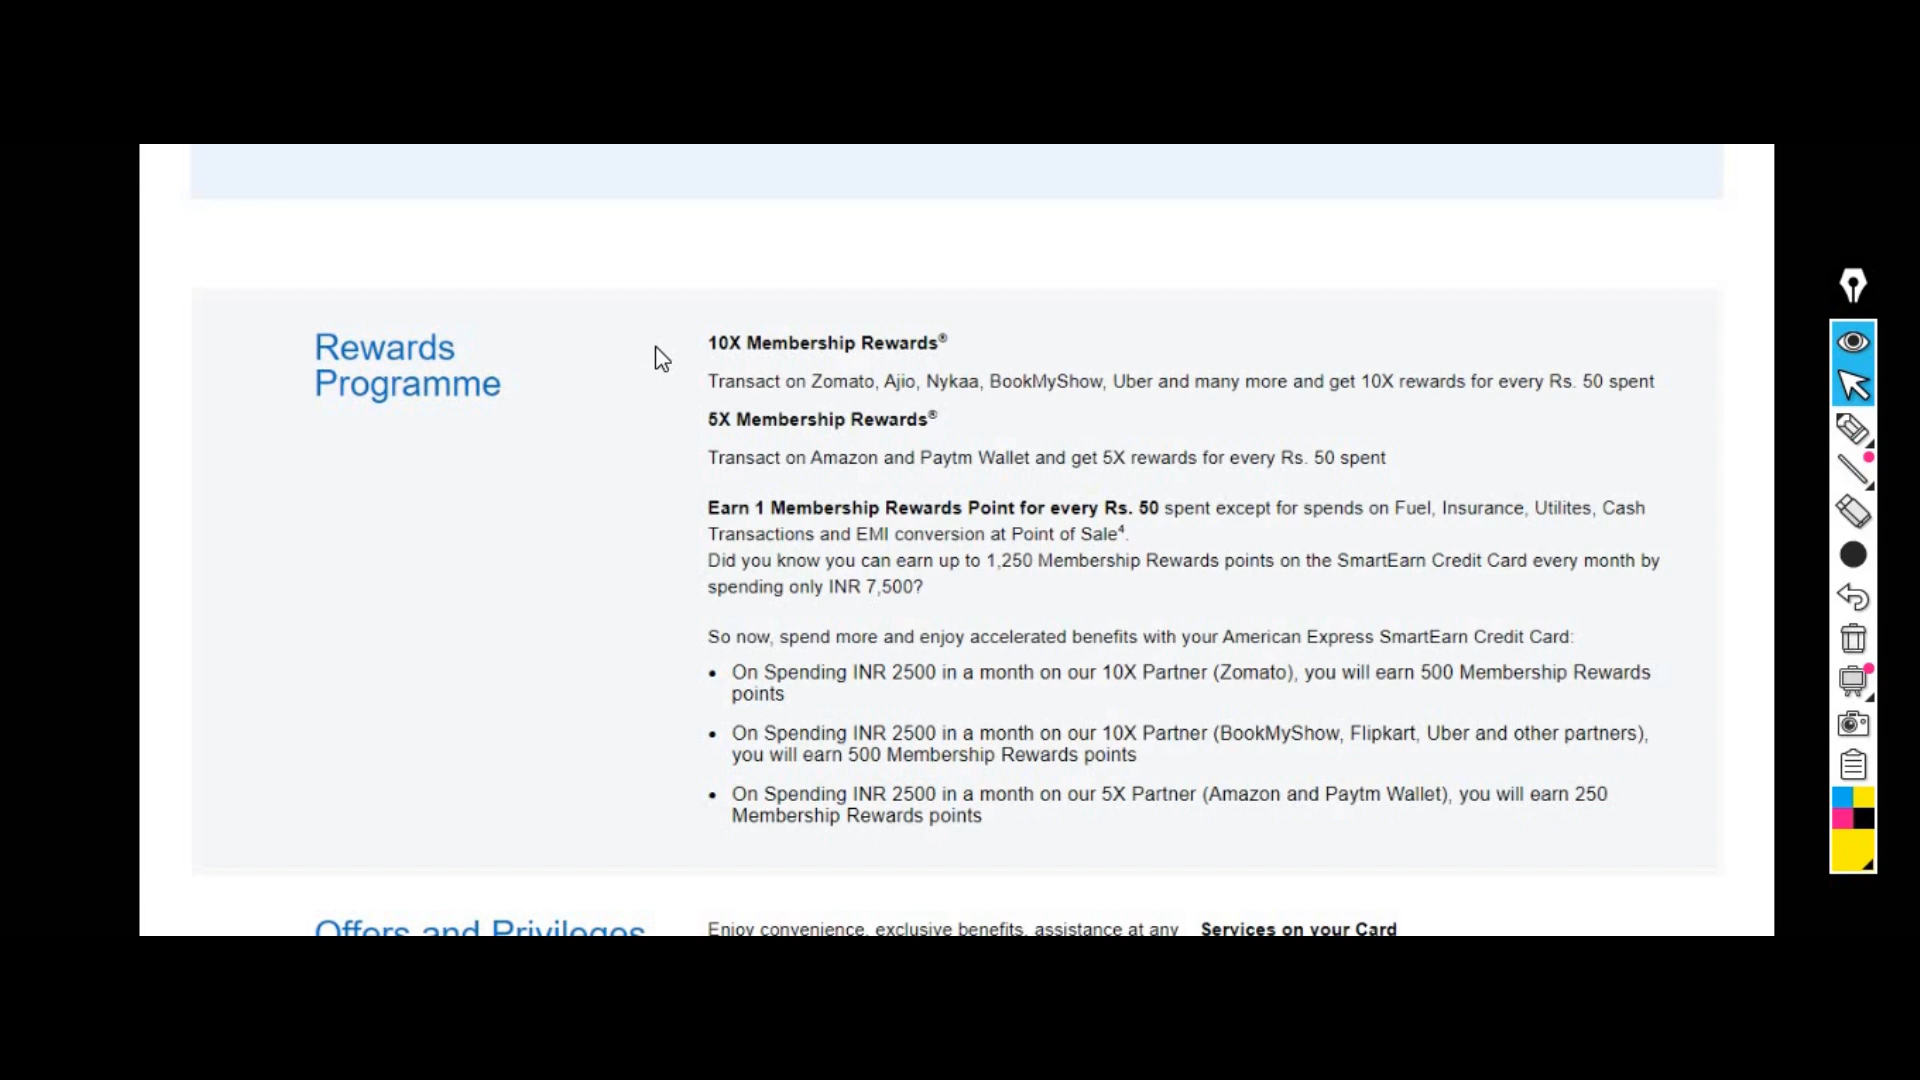 Rewards
Programme
10X Membership Rewards®
Transact on Zomato, Ajio, Nykaa, BookMyShow, Uber and many more and get 10X rewards for every Rs. 50 spent
5X Membership Rewards®
Transact on Amazon and Paytm Wallet and get 5X rewards for every Rs. 50 spent
Earn 1 Membership Rewards Point for every Rs. 50 spent except for spends on Fuel, Insurance, Utilites, Cash
Transactions and EMI conversion at Point of Sale⁴.
Did you know you can earn up to 1,250 Membership Rewards points on the SmartEarn Credit Card every month by
spending only INR 7,500?
So now, spend more and enjoy accelerated benefits with your American Express SmartEarn Credit Card:
• On Spending INR 2500 in a month on our 10X Partner (Zomato), you will earn 500 Membership Rewards
points
• On Spending INR 2500 in a month on our 10X Partner (BookMyShow, Flipkart, Uber and other partners),
you will earn 500 Membership Rewards points
• On Spending INR 2500 in a month on our 5X Partner (Amazon and Paytm Wallet), you will earn 250
Membership Rewards points
Offers and Privileges
Enjoy convenience, exclusive benefits, assistance at any
Services on your Card